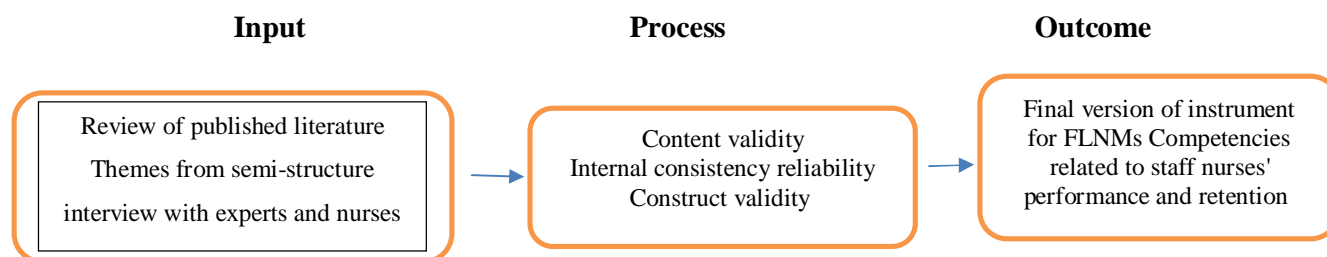 Input
Process
Outcome
Review of published literature
Themes from semi-structure
interview with experts and nurses
Content validity
Internal consistency reliability
Construct validity
Final version of instrument
for FLNMs Competencies
related to staff nurses'
performance and retention